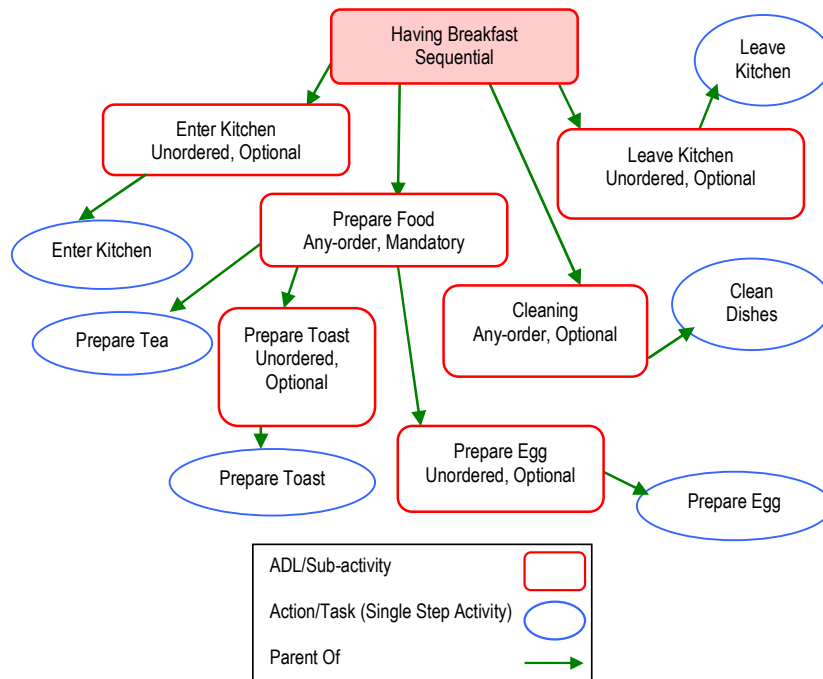 Having Breakfast
Sequential
Leave
Kitchen
Enter Kitchen
Unordered, Optional
Leave Kitchen
Unordered, Optional
Prepare Food
Any-order, Mandatory
Enter Kitchen
Clean
Dishes
Cleaning
Any-order, Optional
Prepare Tea
Prepare Toast
Unordered,
Optional
Prepare Egg
Unordered, Optional
Prepare Toast
Prepare Egg
ADL/Sub-activity
Action/Task (Single Step Activity)
Parent Of